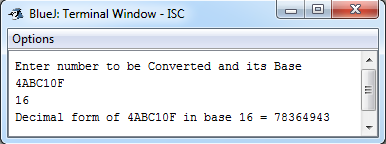 BlueJ: Terminal Window - ISC
Options
Enter number to be Converted and its Base
4ABC10F
16
Decimal form of 4ABC10F in base 16 = 78364943